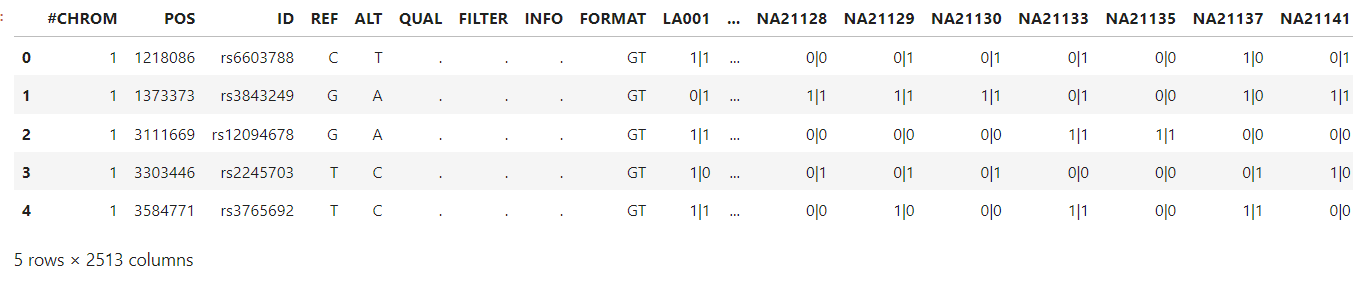 #CHROM POS ID REF ALT QUAL FILTER INFO FORMAT LA001 ... NA21128 NA21129 NA21130 NA21133 NA21135 NA21137 NA21141
0 1 1218086 rs6603788 C T . . . GT 1|1 ... 0|0 0|1 0|1 0|1 0|0 1|0 0|1
1 1 1373373 rs3843249 G A . . . GT 0|1 ... 1|1 1|1 1|1 0|1 0|0 1|0 1|1
2 1 3111669 rs12094678 G A . . . GT 1|1 ... 0|0 0|0 0|0 1|1 1|1 0|0 0|0
3 1 3303446 rs2245703 T C . . . GT 1|0 ... 0|1 0|1 0|1 0|0 0|0 0|1 1|0
4 1 3584771 rs3765692 T C . . . GT 1|1 ... 0|0 1|0 0|0 1|1 0|0 1|1 0|0
5 rows × 2513 columns